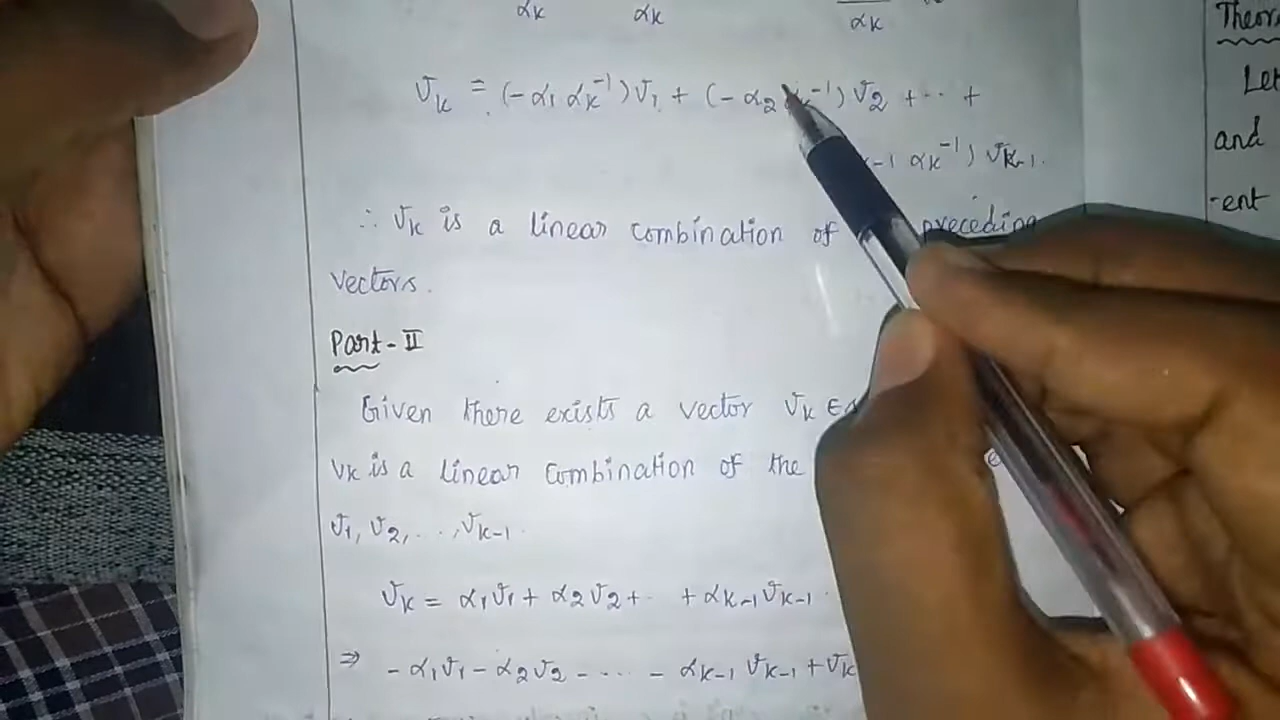 αk αk αk
vk = (-α1 αk⁻¹)v1 + (-α2 k⁻¹) v2 + ... +
k-1 αk⁻¹) vk-1.
∴ vk is a linear combination of preceding
vectors.
Part-II
Given there exists a vector vk ∈
vk is a linear combination of the
v1, v2, ..., vk-1.
vk = α1v1 + α2v2 + .. + αk-1vk-1.
⇒ -α1v1 - α2v2 - .... - αk-1 vk-1 + vk
Let
and
-ent